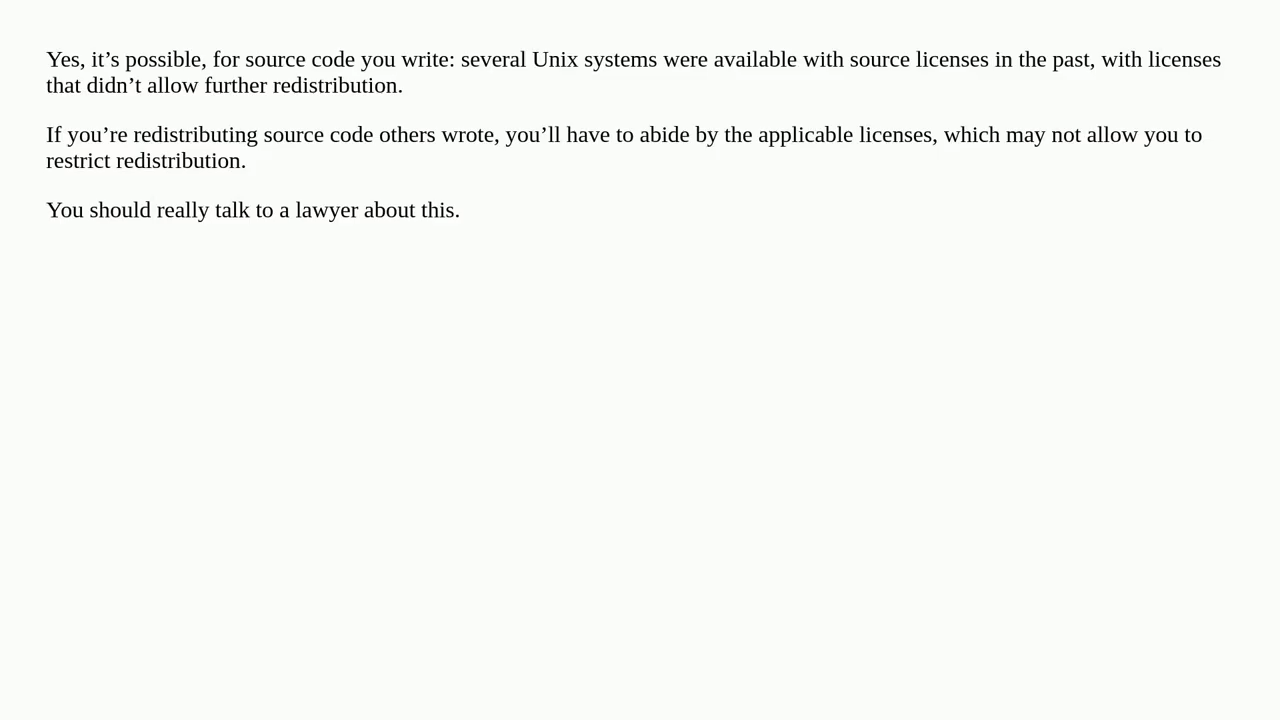 Yes, it’s possible, for source code you write: several Unix systems were available with source licenses in the past, with licenses
that didn’t allow further redistribution.
If you’re redistributing source code others wrote, you’ll have to abide by the applicable licenses, which may not allow you to
restrict redistribution.
You should really talk to a lawyer about this.